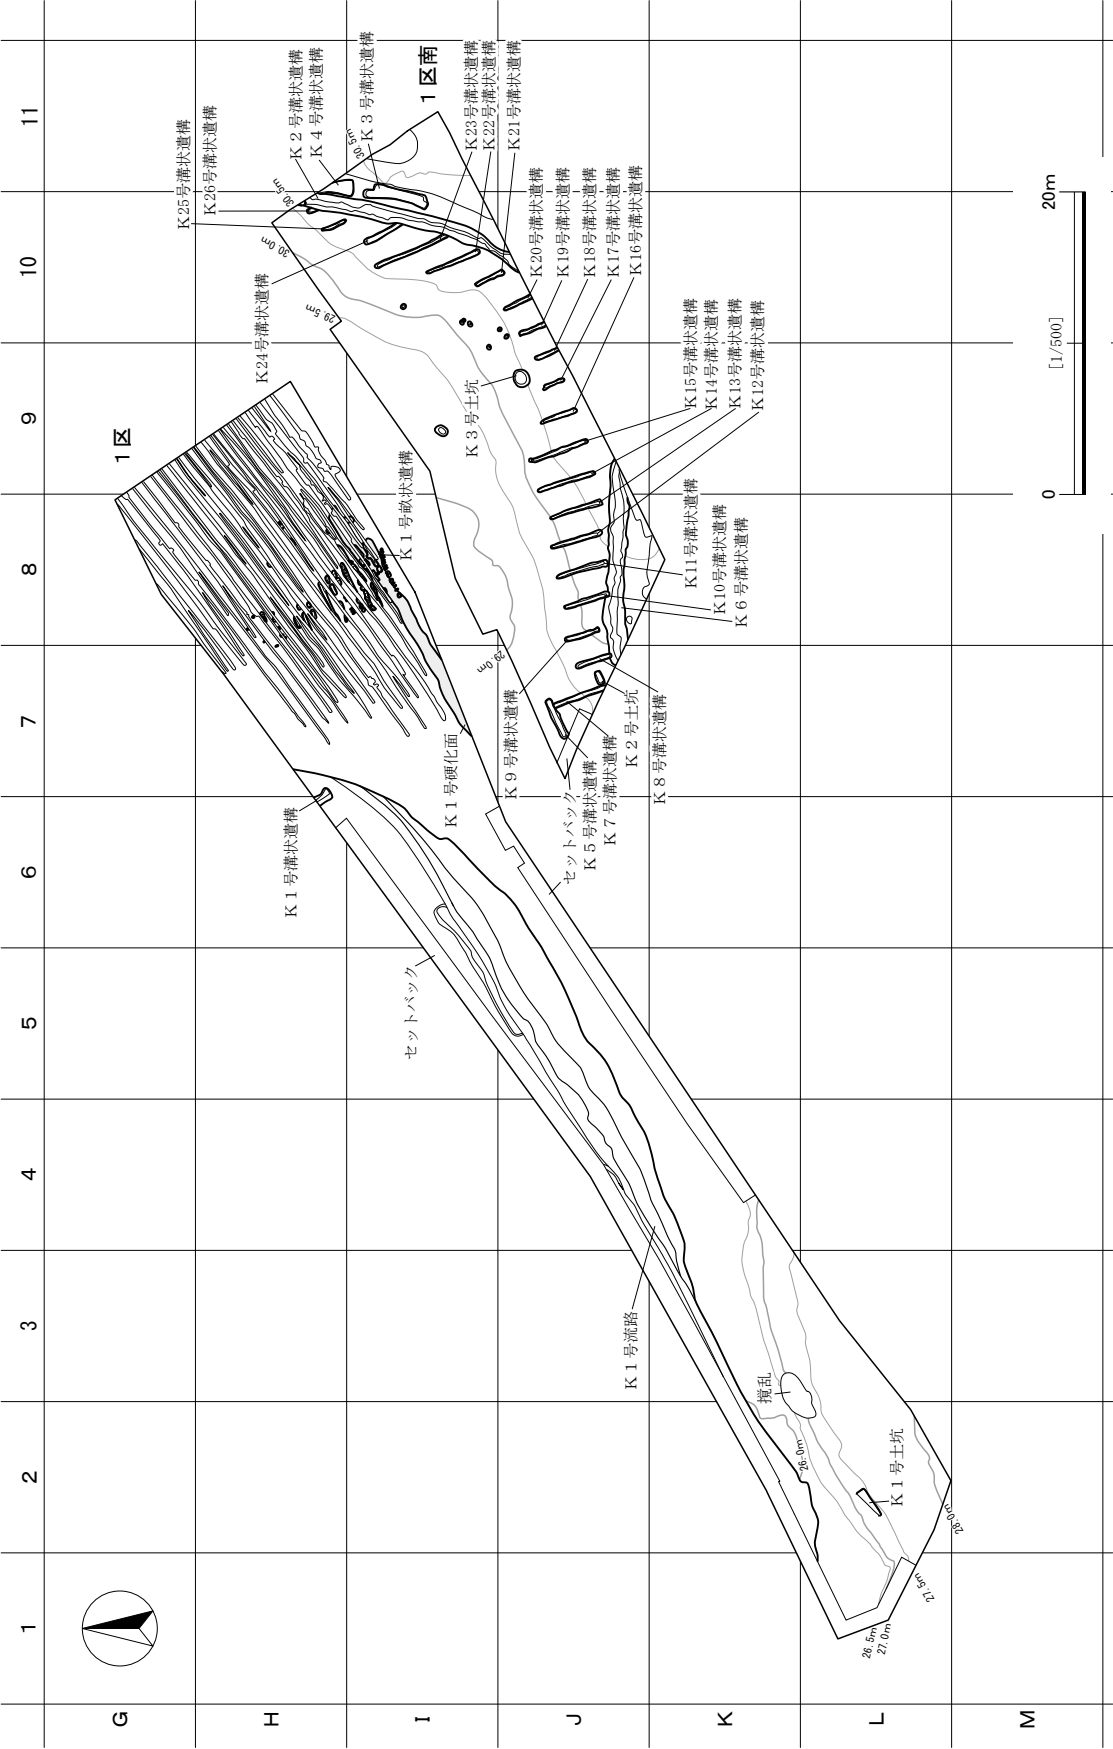 G
H
I
J
K
L
M
1
2
3
4
5
6
7
8
9
10
11
1区
1区南
K25号溝状遺構
K26号溝状遺構
K2号溝状遺構
K4号溝状遺構
K3号溝状遺構
K23号溝状遺構
K22号溝状遺構
K21号溝状遺構
K24号溝状遺構
K20号溝状遺構
K19号溝状遺構
K18号溝状遺構
K17号溝状遺構
K16号溝状遺構
K15号溝状遺構
K14号溝状遺構
K13号溝状遺構
K12号溝状遺構
K3号土坑
K1号畝状遺構
K11号溝状遺構
K10号溝状遺構
K6号溝状遺構
K9号溝状遺構
K1号硬化面
K2号土坑
K8号溝状遺構
セットバック
K5号溝状遺構
K7号溝状遺構
K1号溝状遺構
セットバック
K1号流路
撹乱
K1号土坑
30.5m
30.5m
30.0m
29.5m
29.0m
26.0m
28.0m
27.5m
26.5m
27.0m
0
20m
[1/500]